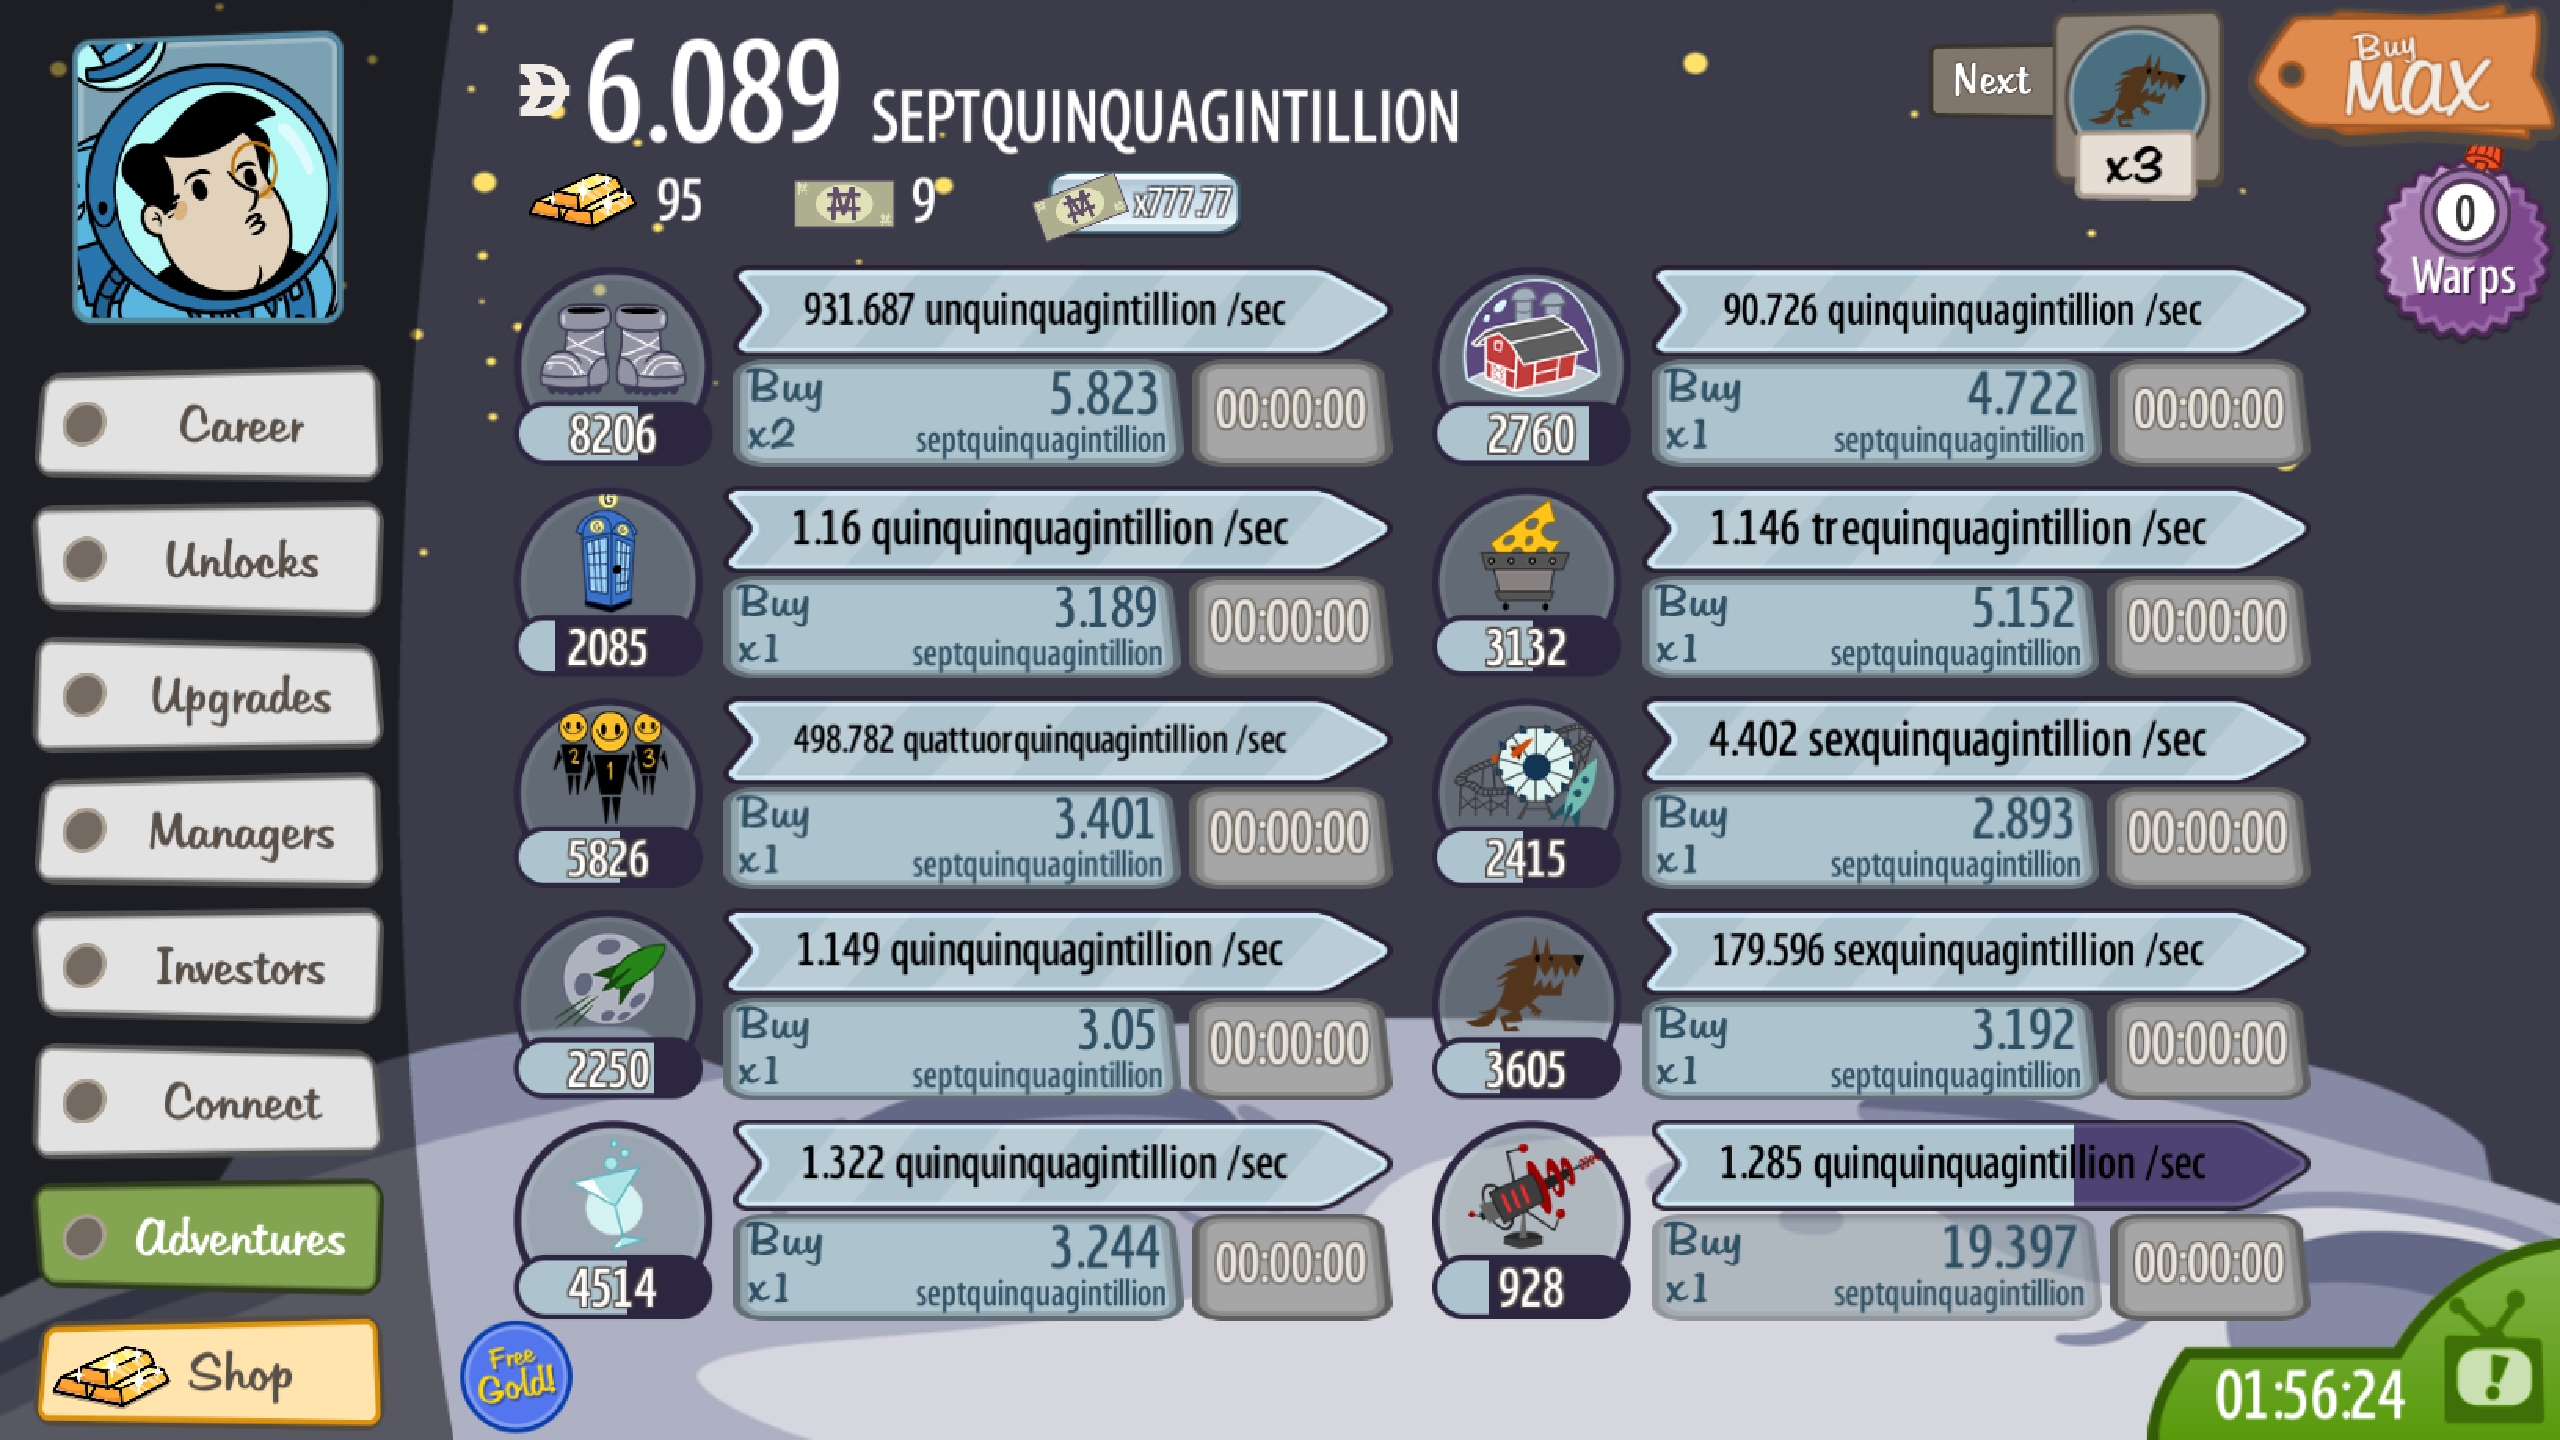 6.089 SEPTQUINQUAGINTILLION
95 9 x777.77
Next
x3
Buy
MAX
0
Warps
Career
Unlocks
Upgrades
Managers
Investors
Connect
Adventures
Shop
931.687 unquinquagintillion /sec
Buy 5.823
x2 septquinquagintillion
00:00:00
8206
90.726 quinquinquagintillion /sec
Buy 4.722
x1 septquinquagintillion
00:00:00
2760
G
1.16 quinquinquagintillion /sec
Buy 3.189
x1 septquinquagintillion
00:00:00
2085
1.146 trequinquagintillion /sec
Buy 5.152
x1 septquinquagintillion
00:00:00
3132
2 1 3
498.782 quattuorquinquagintillion /sec
Buy 3.401
x1 septquinquagintillion
00:00:00
5826
4.402 sexquinquagintillion /sec
Buy 2.893
x1 septquinquagintillion
00:00:00
2415
1.149 quinquinquagintillion /sec
Buy 3.05
x1 septquinquagintillion
00:00:00
2250
179.596 sexquinquagintillion /sec
Buy 3.192
x1 septquinquagintillion
00:00:00
3605
1.322 quinquinquagintillion /sec
Buy 3.244
x1 septquinquagintillion
00:00:00
4514
1.285 quinquinquagintillion /sec
Buy 19.397
x1 septquinquagintillion
00:00:00
928
Free
Gold!
01:56:24
!